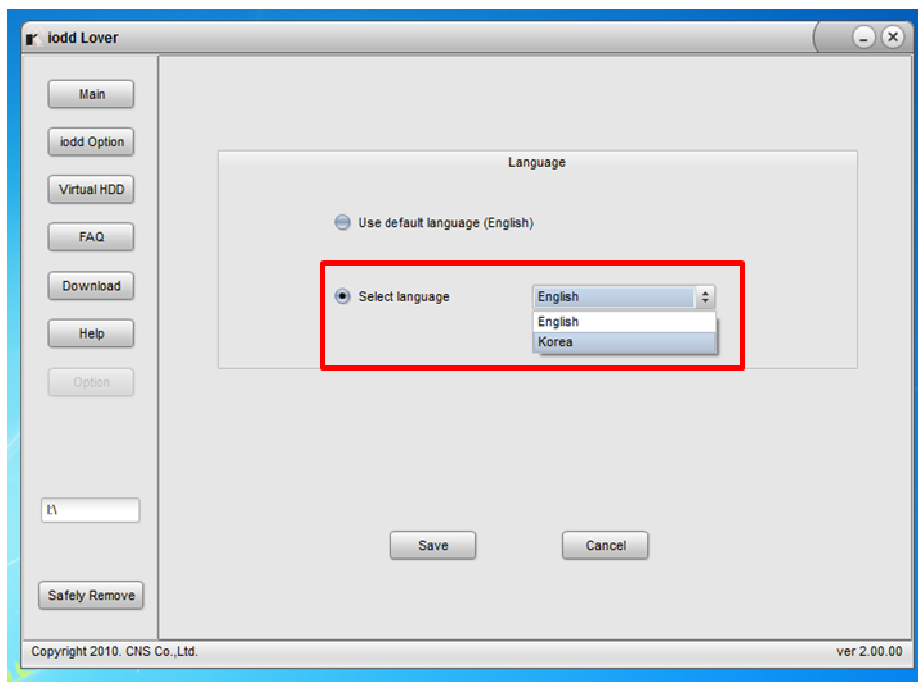 iodd Lover
Main
iodd Option
Virtual HDD
FAQ
Download
Help
Option
I:\
Safely Remove
Language
Use default language (English)
Select language
English
English
Korea
Save
Cancel
Copyright 2010. CNS Co.,Ltd.
ver 2.00.00